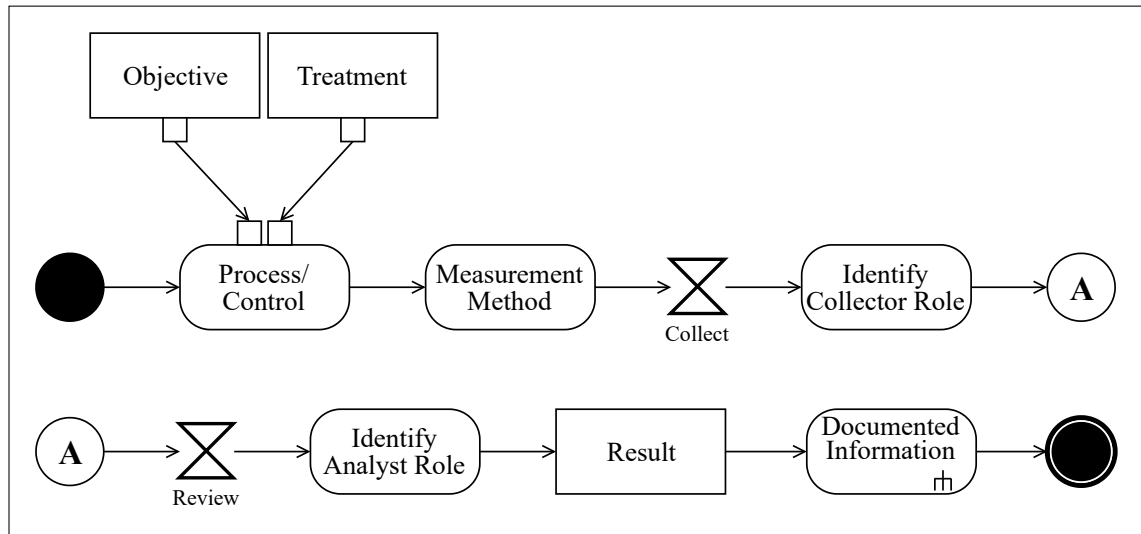 Objective
Treatment
Process/
Control
Measurement
Method
Collect
Identify
Collector Role
A
A
Review
Identify
Analyst Role
Result
Documented
Information